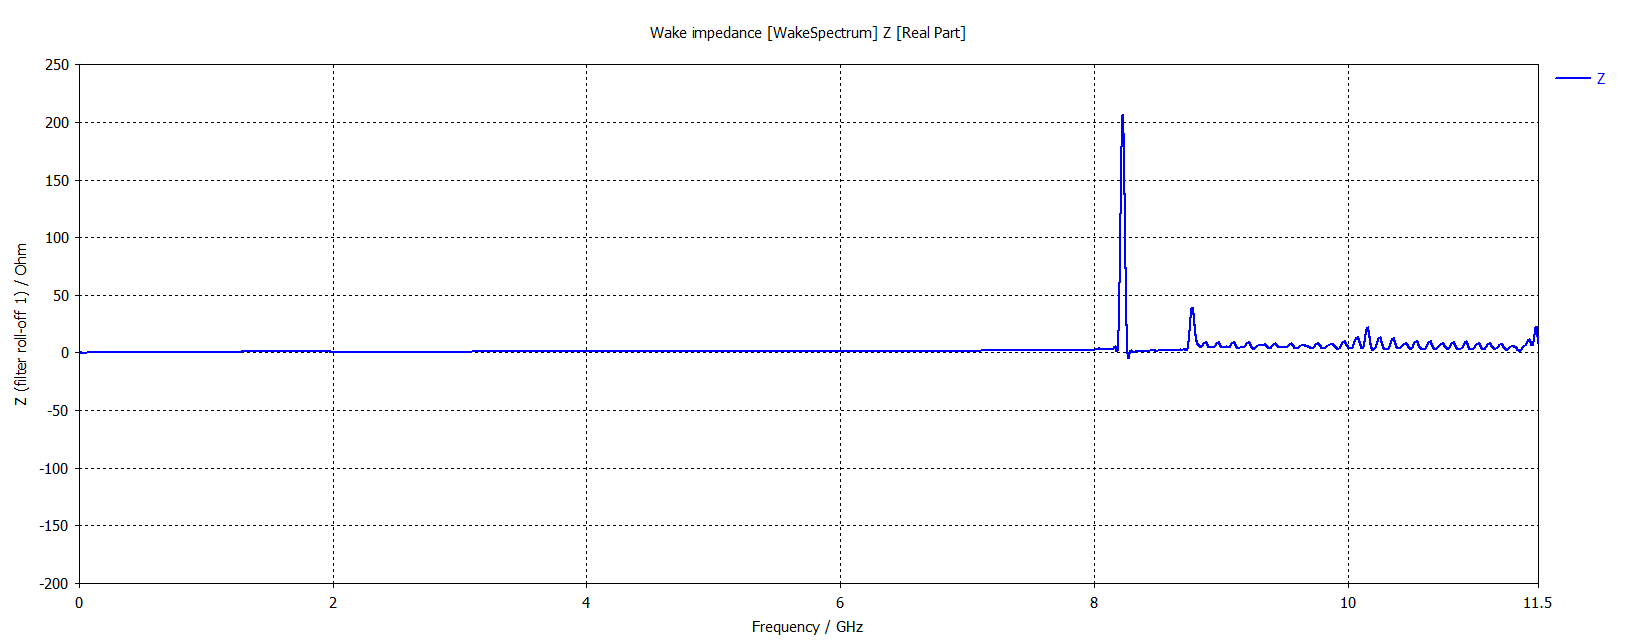 Wake impedance [WakeSpectrum] Z [Real Part]
Z
Z (filter roll-off 1) / Ohm
250
200
150
100
50
0
-50
-100
-150
-200
0 2 4 6 8 10 11.5
Frequency / GHz